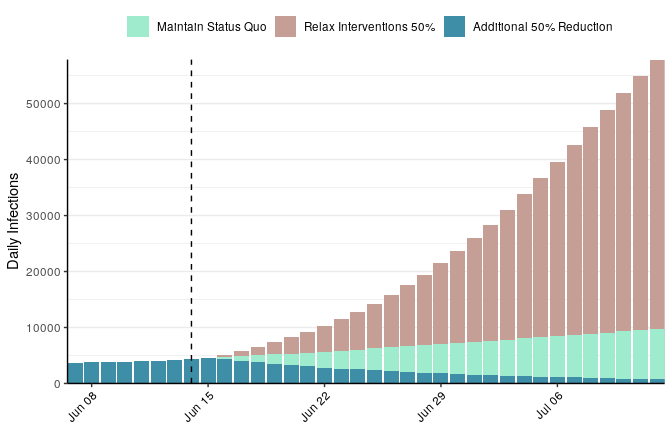 Maintain Status Quo Relax Interventions 50% Additional 50% Reduction
Daily Infections
50000
40000
30000
20000
10000
0
Jun 08 Jun 15 Jun 22 Jun 29 Jul 06